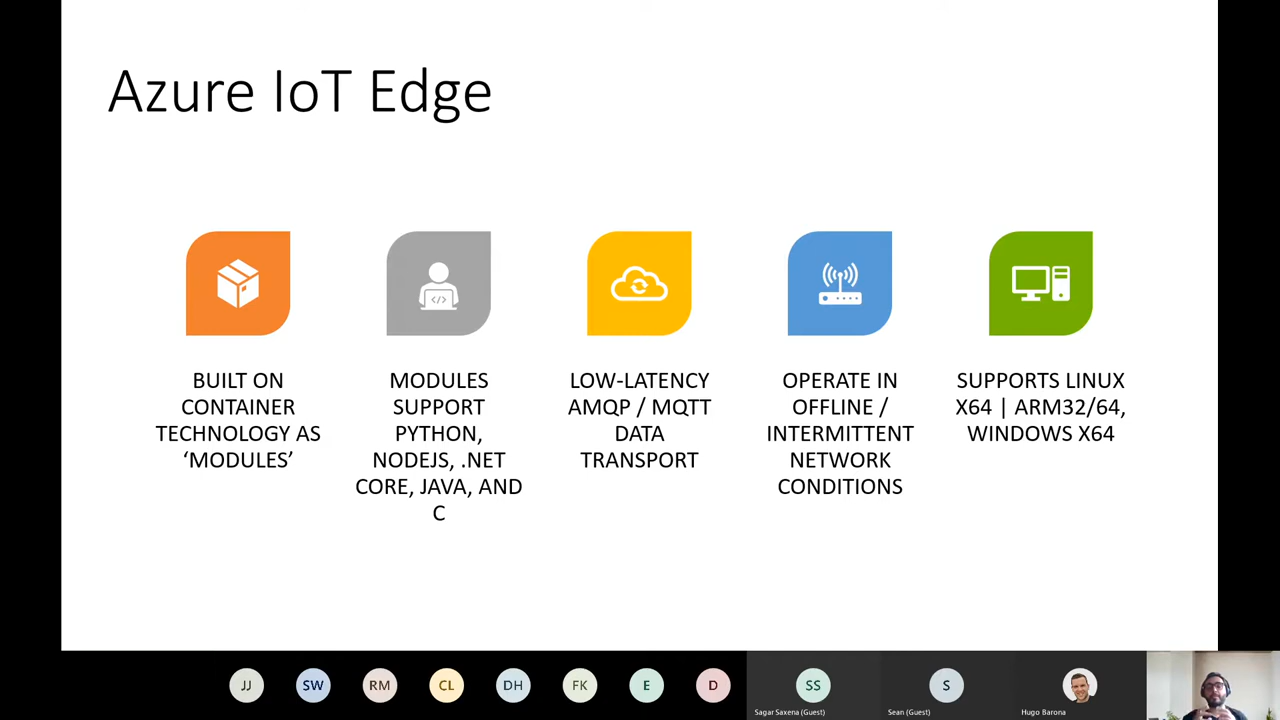 Azure IoT Edge
BUILT ON
CONTAINER
TECHNOLOGY AS
‘MODULES’
MODULES
SUPPORT
PYTHON,
NODEJS, .NET
CORE, JAVA, AND
C
LOW-LATENCY
AMQP / MQTT
DATA
TRANSPORT
OPERATE IN
OFFLINE /
INTERMITTENT
NETWORK
CONDITIONS
SUPPORTS LINUX
X64 | ARM32/64,
WINDOWS X64
JJ
SW
RM
CL
DH
FK
E
D
SS
S
Sagar Saxena (Guest)
Sean (Guest)
Hugo Barona